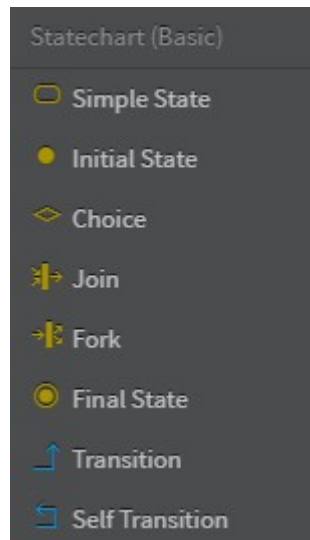 Statechart (Basic)
Simple State
Initial State
Choice
Join
Fork
Final State
Transition
Self Transition